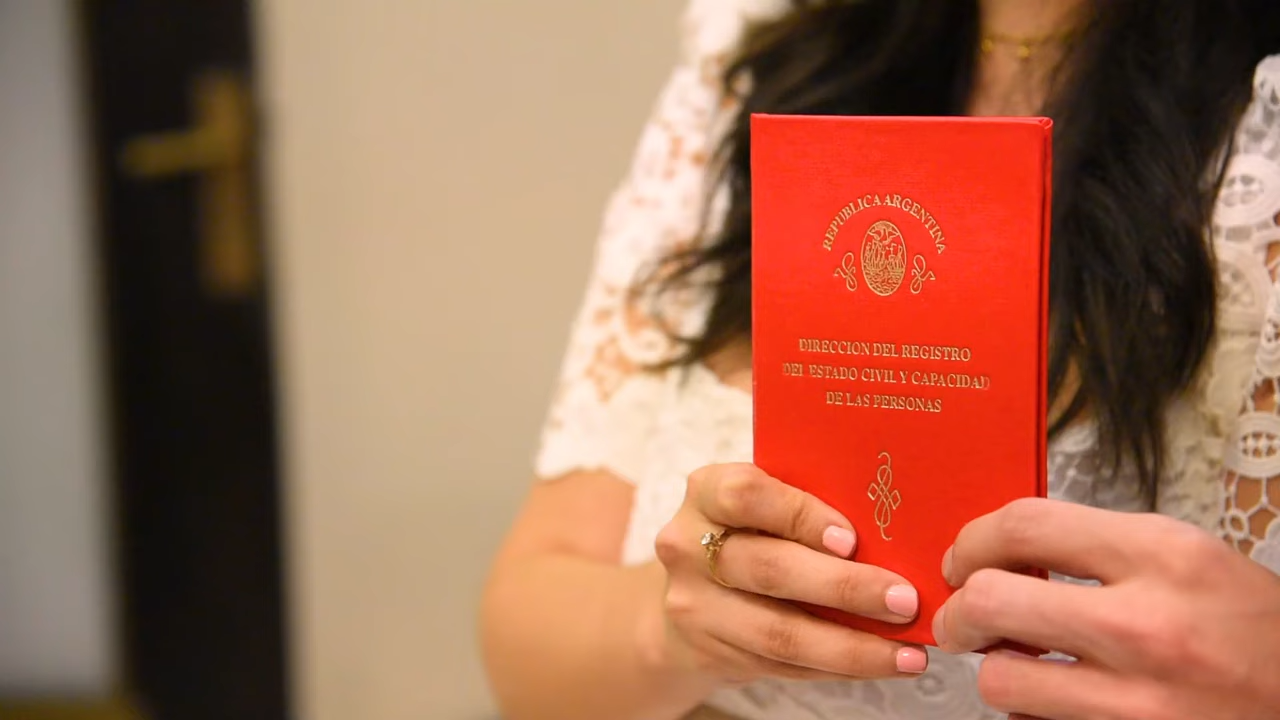 REPUBLICA ARGENTINA
DIRECCION DEL REGISTRO
DEL ESTADO CIVIL Y CAPACIDAD
DE LAS PERSONAS